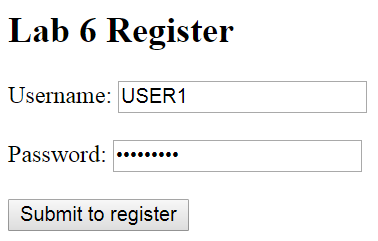 Lab 6 Register
Username: USER1
Password: •••••••••
Submit to register